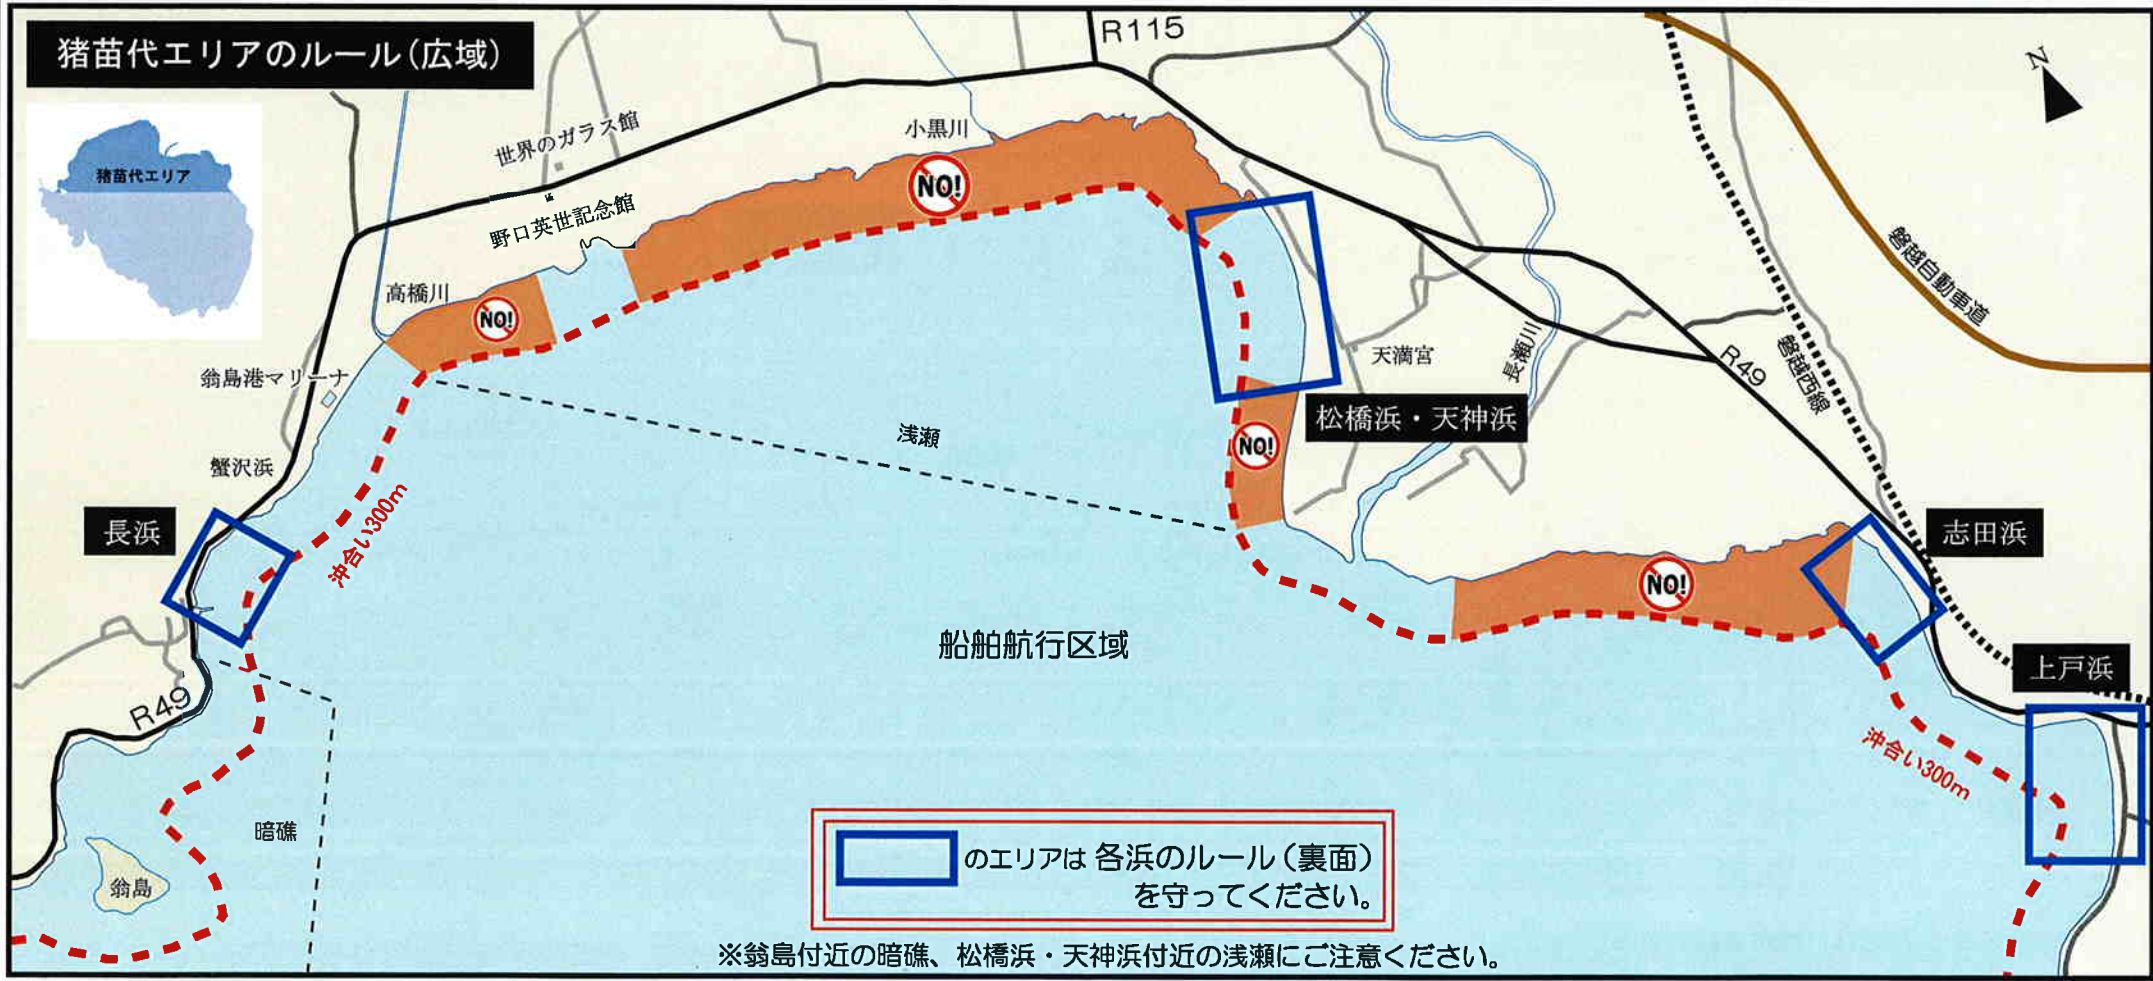 猪苗代エリアのルール(広域)
R115
N
猪苗代エリア
世界のガラス館
小黒川
NO!
野口英世記念館
磐越自動車道
高橋川
NO!
翁島港マリーナ
天満宮
長瀬川
R49
磐越西線
松橋浜・天神浜
浅瀬
NO!
蟹沢浜
沖合い300m
長浜
志田浜
NO!
船舶航行区域
上戸浜
R49
沖合い300m
暗礁
翁島
のエリアは 各浜のルール(裏面)
を守ってください。
※翁島付近の暗礁、松橋浜・天神浜付近の浅瀬にご注意ください。